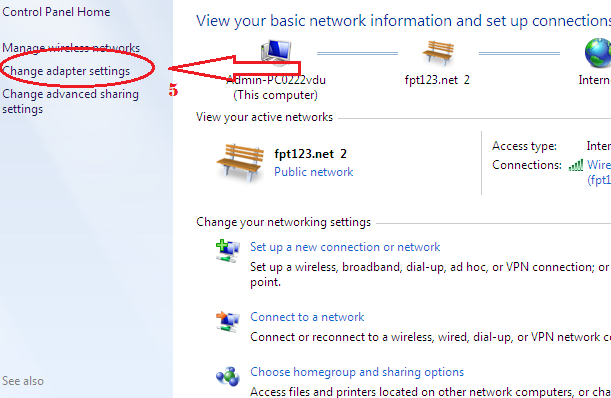 Control Panel Home
Manage wireless networks
Change adapter settings
Change advanced sharing
settings
5
See also
View your basic network information and set up connections
Admin-PC0222vdu
(This computer)
fpt123.net 2
Intern
View your active networks
fpt123.net 2
Public network
Access type: Inter
Connections: Wire
(fpt1
Change your networking settings
Set up a new connection or network
Set up a wireless, broadband, dial-up, ad hoc, or VPN connection; or
point.
Connect to a network
Connect or reconnect to a wireless, wired, dial-up, or VPN network co
Choose homegroup and sharing options
Access files and printers located on other network computers, or cha